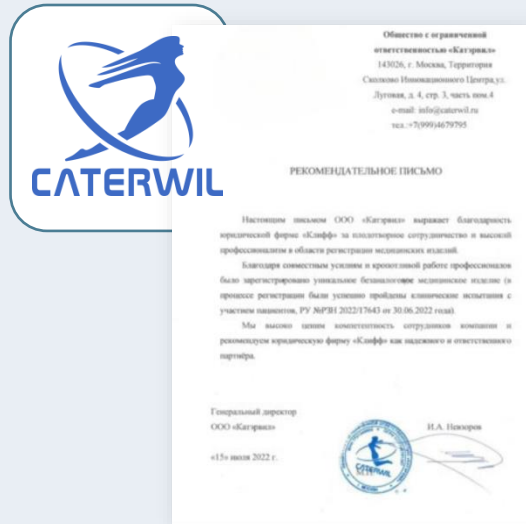 CATERWIL
Общество с ограниченной
ответственностью «Катэрвил»
143026, г. Москва, Территория
Сколково Инновационного Центра, ул.
Луговая, д. 4, стр. 3, часть пом.4
e-mail: info@caterwil.ru
тел.:+7(999)4679795
РЕКОМЕНДАТЕЛЬНОЕ ПИСЬМО
Настоящим письмом ООО «Катэрвил» выражает благодарность
юридической фирме «Клифф» за плодотворное сотрудничество и высокий
профессионализм в области регистрации медицинских изделий.
Благодаря совместным усилиям и кропотливой работе профессионалов
было зарегистрировано уникальное безаналоговое медицинское изделие (в
процессе регистрации были успешно пройдены клинические испытания с
участием пациентов, РУ №РЗН 2022/17643 от 30.06.2022 года).
Мы высоко ценим компетентность сотрудников компании и
рекомендуем юридическую фирму «Клифф» как надежного и ответственного
партнёра.
Генеральный директор
ООО «Катэрвил»
И.А. Невзоров
«15» июля 2022 г.
CATERWIL